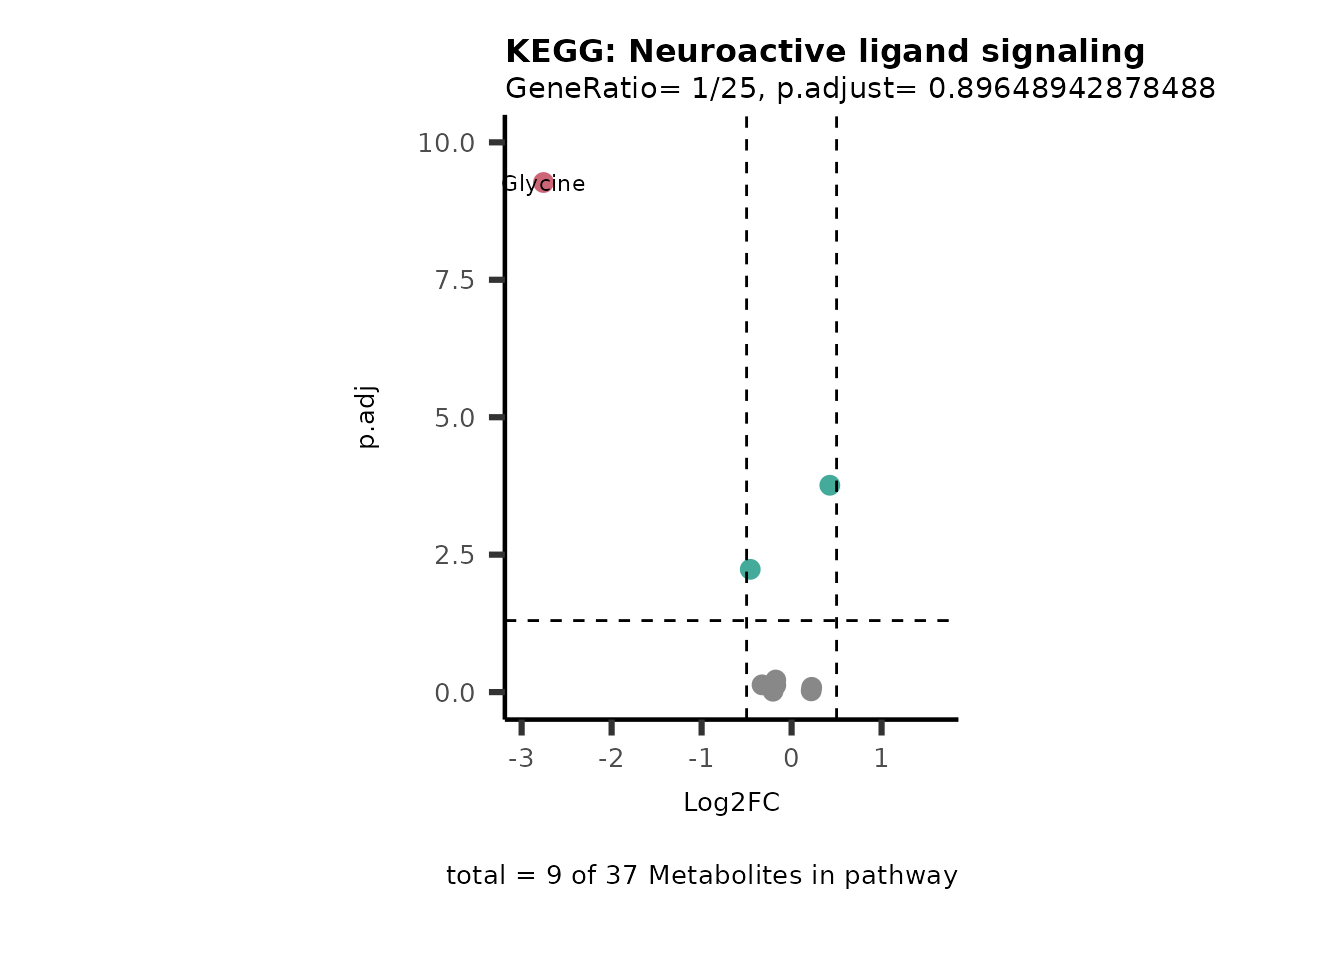 KEGG: Neuroactive ligand signaling
GeneRatio= 1/25, p.adjust= 0.89648942878488
10.0
Glycine
7.5
p.adj
5.0
2.5
0.0
-3 -2 -1 0 1
Log2FC
total = 9 of 37 Metabolites in pathway